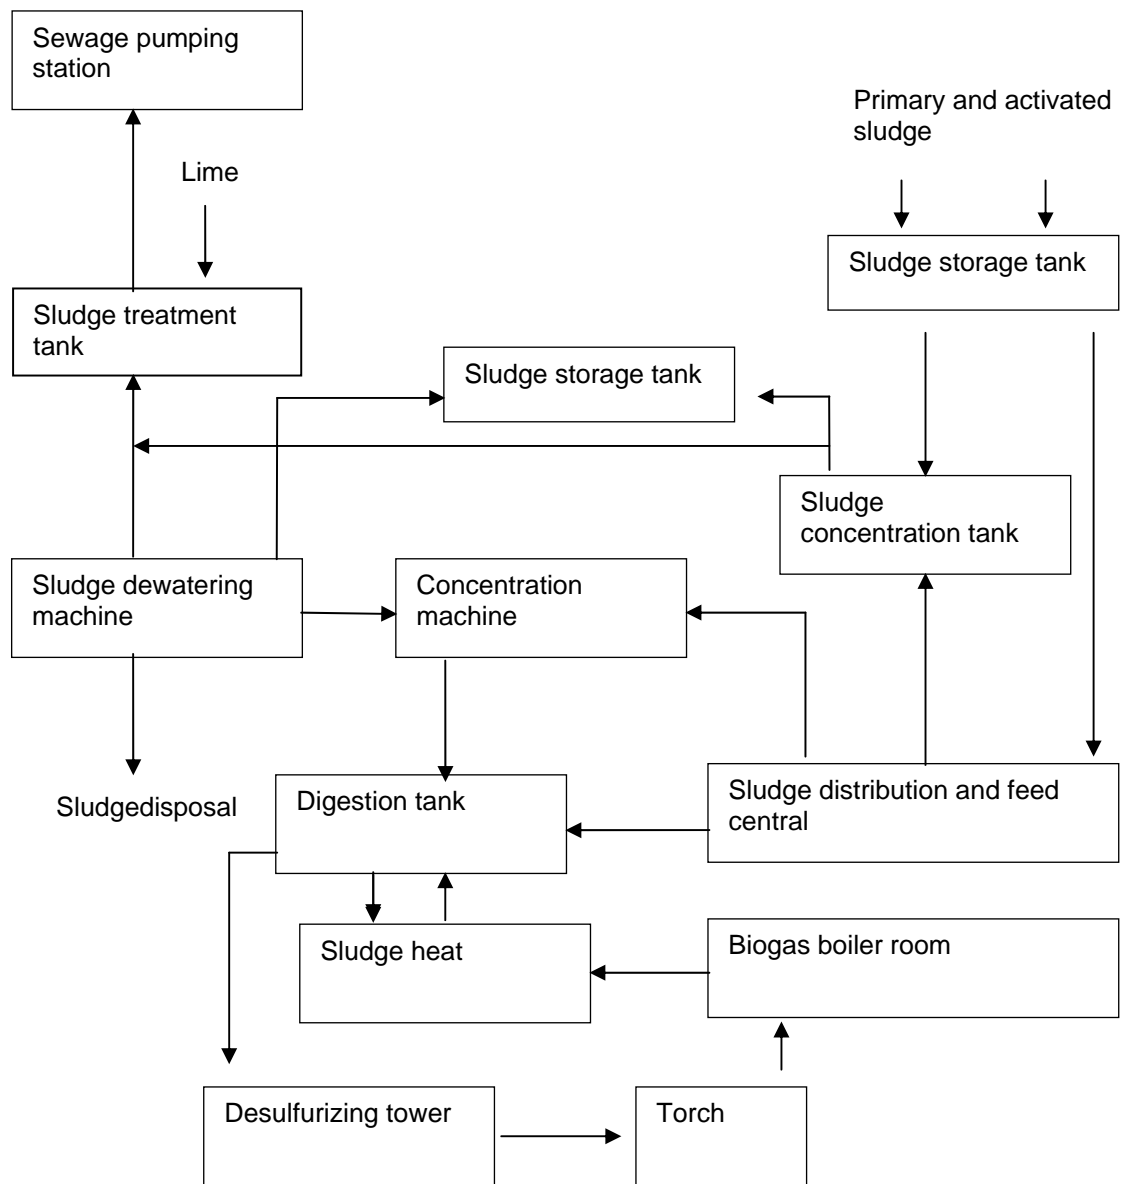 Sewage pumping
station
Primary and activated
sludge
Lime
Sludge storage tank
Sludge treatment
tank
Sludge storage tank
Sludge
concentration tank
Sludge dewatering
machine
Concentration
machine
Sludgedisposal
Digestion tank
Sludge distribution and feed
central
Sludge heat
Biogas boiler room
Desulfurizing tower
Torch